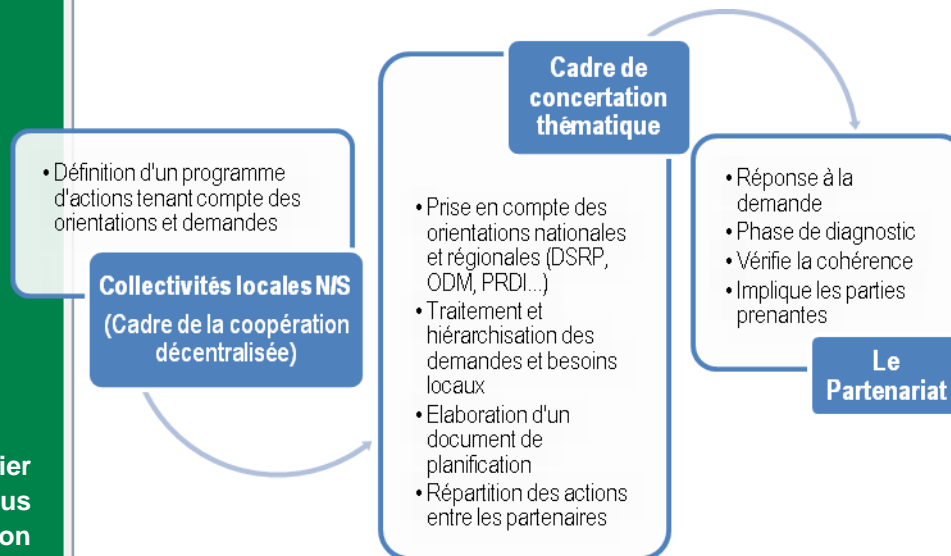 • Définition d'un programme
d'actions tenant compte des
orientations et demandes
Collectivités locales N/S
(Cadre de la coopération
décentralisée)
Cadre de
concertation
thématique
• Prise en compte des
orientations nationales
et régionales (DSRP,
ODM, PRDI...)
• Traitement et
hiérarchisation des
demandes et besoins
locaux
• Elaboration d'un
document de
planification
• Répartition des actions
entre les partenaires
• Réponse à la
demande
• Phase de diagnostic
• Vérifie la cohérence
• Implique les parties
prenantes
Le
Partenariat
ier
us
on